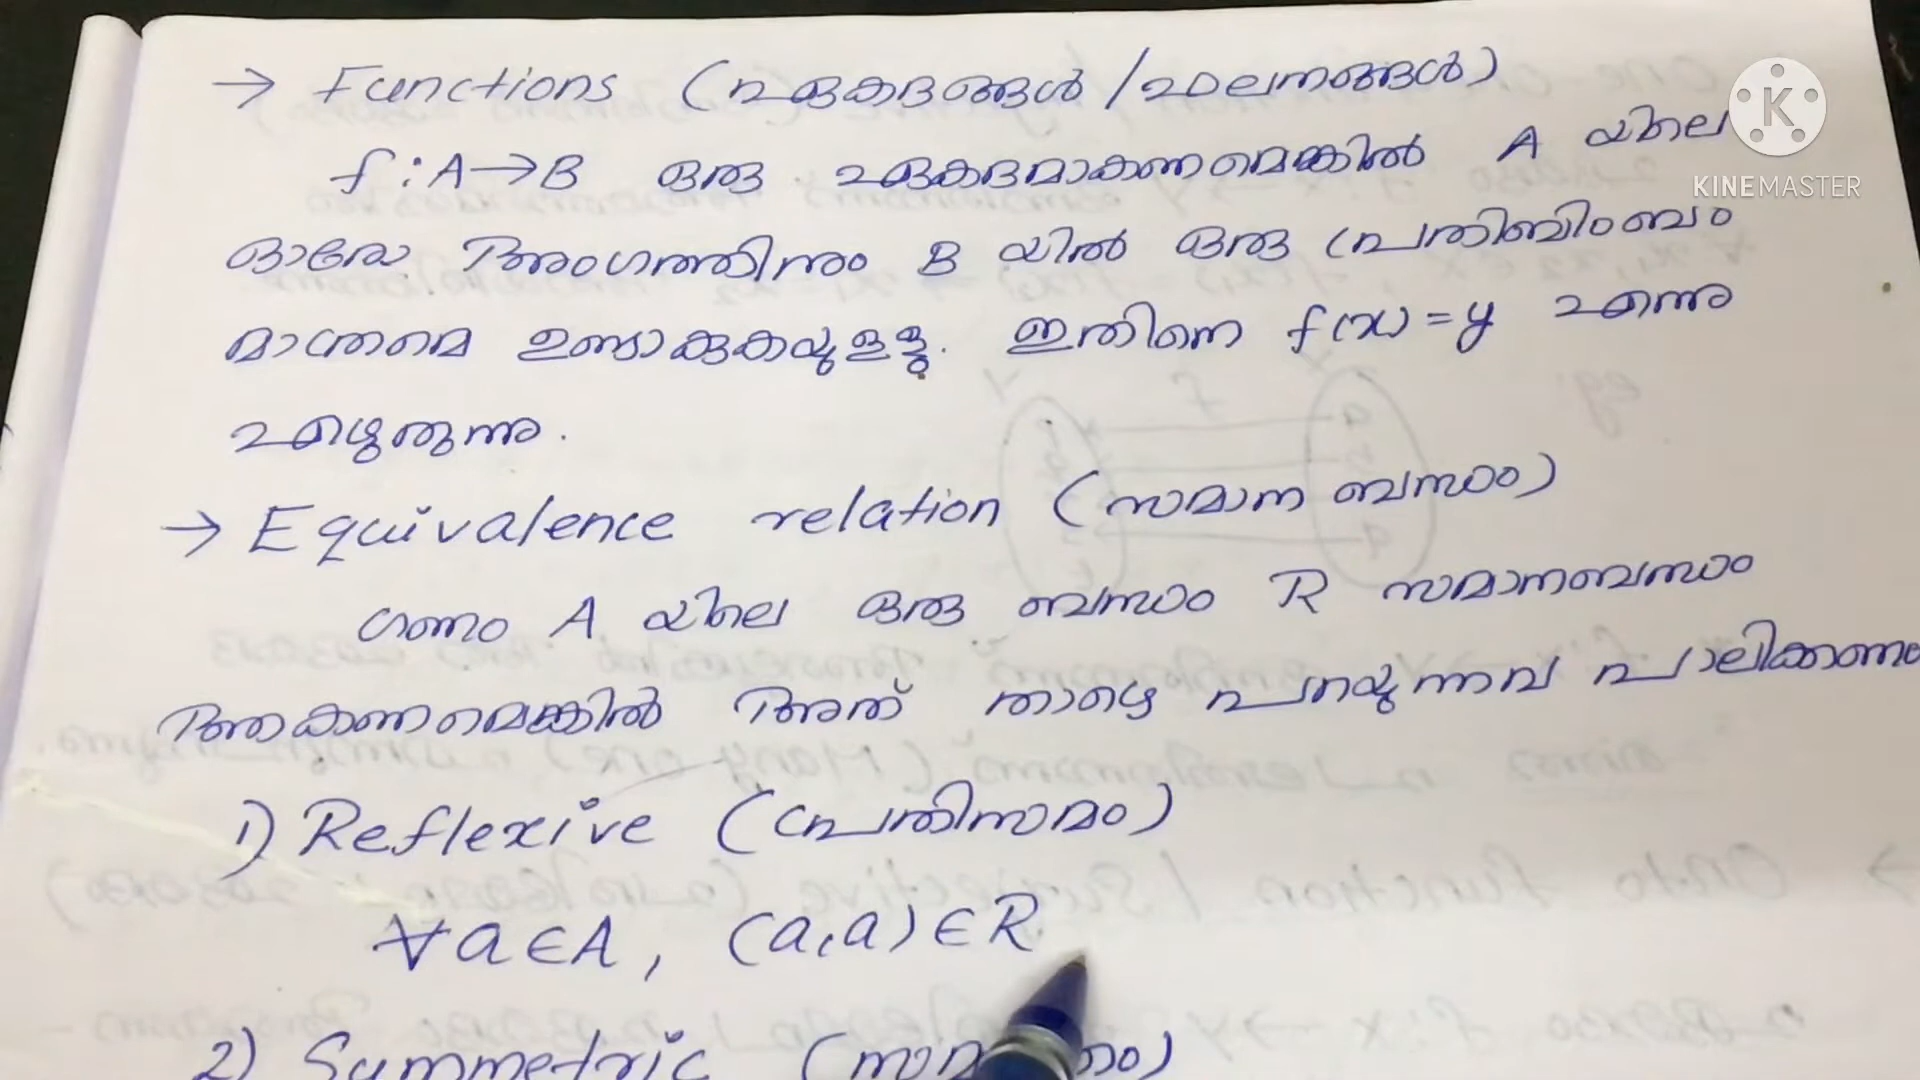 → Functions (ഏകദങ്ങൾ / ഫലനങ്ങൾ)
KINEMASTER
f : A → B ഒരു ഏകദമാകണമെങ്കിൽ A യിലെ
ഓരോ അംഗത്തിനും B യിൽ ഒരു പ്രതിബിംബം
മാത്രമെ ഉണ്ടാകുകയുള്ളൂ. ഇതിനെ f(x) = y എന്നു
എഴുതുന്നു.
→ Equivalence relation (സമാന ബന്ധം)
ഗണം A യിലെ ഒരു ബന്ധം R സമാനബന്ധം
ആകണമെങ്കിൽ അത് താഴെ പറയുന്നവ പാലിക്കണം
1) Reflexive (പ്രതിസമം)
∀ a ∈ A, (a, a) ∈ R
2) Symmetric